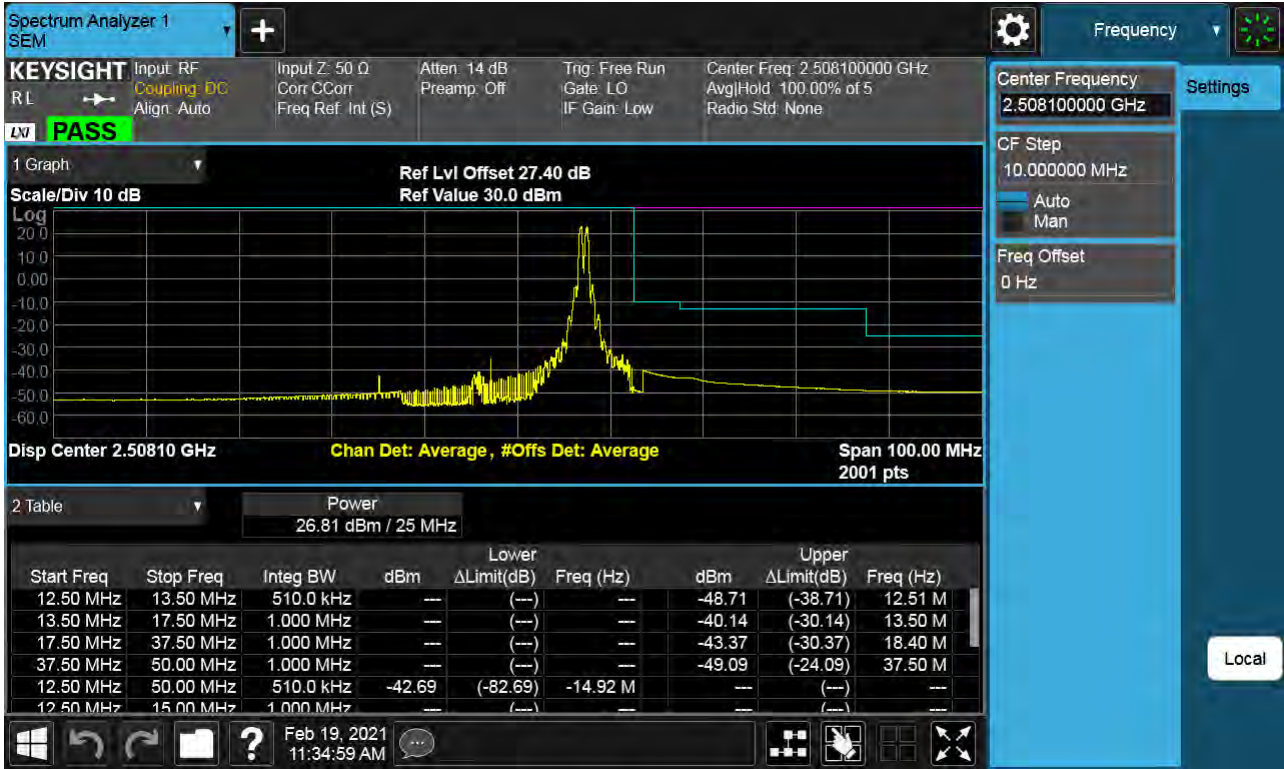 Spectrum Analyzer 1
SEM
Frequency
KEYSIGHT
RL
LXI
PASS
Input: RF
Coupling: DC
Align: Auto
Input Z: 50 Ω
Corr CCorr
Freq Ref: Int (S)
Atten: 14 dB
Preamp: Off
Trig: Free Run
Gate: LO
IF Gain: Low
Center Freq: 2.508100000 GHz
Avg|Hold: 100.00% of 5
Radio Std: None
Center Frequency
2.508100000 GHz
Settings
CF Step
10.000000 MHz
Auto
Man
Freq Offset
0 Hz
Local
1 Graph
Scale/Div 10 dB
Ref Lvl Offset 27.40 dB
Ref Value 30.0 dBm
Log
20.0
10.0
0.00
-10.0
-20.0
-30.0
-40.0
-50.0
-60.0
Disp Center 2.50810 GHz
Chan Det: Average , #Offs Det: Average
Span 100.00 MHz
2001 pts
2 Table
Power
26.81 dBm / 25 MHz
Lower Upper
Start Freq Stop Freq Integ BW dBm ΔLimit(dB) Freq (Hz) dBm ΔLimit(dB) Freq (Hz)
12.50 MHz 13.50 MHz 510.0 kHz --- (---) --- -48.71 (-38.71) 12.51 M
13.50 MHz 17.50 MHz 1.000 MHz --- (---) --- -40.14 (-30.14) 13.50 M
17.50 MHz 37.50 MHz 1.000 MHz --- (---) --- -43.37 (-30.37) 18.40 M
37.50 MHz 50.00 MHz 1.000 MHz --- (---) --- -49.09 (-24.09) 37.50 M
12.50 MHz 50.00 MHz 510.0 kHz -42.69 (-82.69) -14.92 M --- (---) ---
12.50 MHz 15.00 MHz 1.000 MHz --- (---) --- --- (---) ---
?
Feb 19, 2021
11:34:59 AM